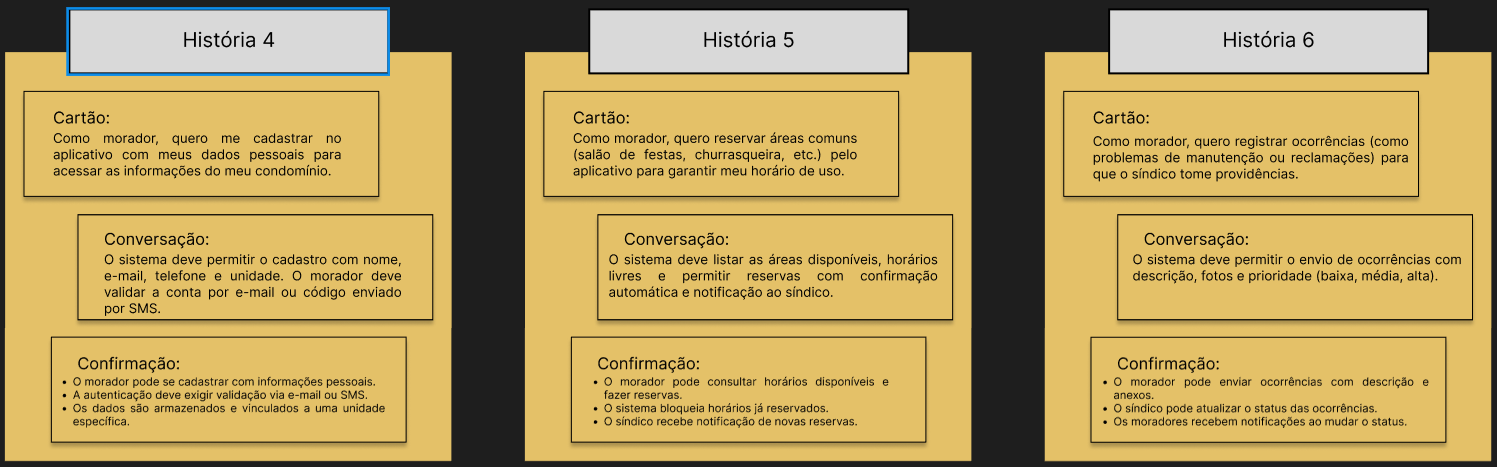 História 4
Cartão:
Como morador, quero me cadastrar no
aplicativo com meus dados pessoais para
acessar as informações do meu condomínio.
Conversação:
O sistema deve permitir o cadastro com nome,
e-mail, telefone e unidade. O morador deve
validar a conta por e-mail ou código enviado
por SMS.
Confirmação:
• O morador pode se cadastrar com informações pessoais.
• A autenticação deve exigir validação via e-mail ou SMS.
• Os dados são armazenados e vinculados a uma unidade
específica.
História 5
Cartão:
Como morador, quero reservar áreas comuns
(salão de festas, churrasqueira, etc.) pelo
aplicativo para garantir meu horário de uso.
Conversação:
O sistema deve listar as áreas disponíveis, horários
livres e permitir reservas com confirmação
automática e notificação ao síndico.
Confirmação:
• O morador pode consultar horários disponíveis e
fazer reservas.
• O sistema bloqueia horários já reservados.
• O síndico recebe notificação de novas reservas.
História 6
Cartão:
Como morador, quero registrar ocorrências (como
problemas de manutenção ou reclamações) para
que o síndico tome providências.
Conversação:
O sistema deve permitir o envio de ocorrências com
descrição, fotos e prioridade (baixa, média, alta).
Confirmação:
• O morador pode enviar ocorrências com descrição e
anexos.
• O síndico pode atualizar o status das ocorrências.
• Os moradores recebem notificações ao mudar o status.